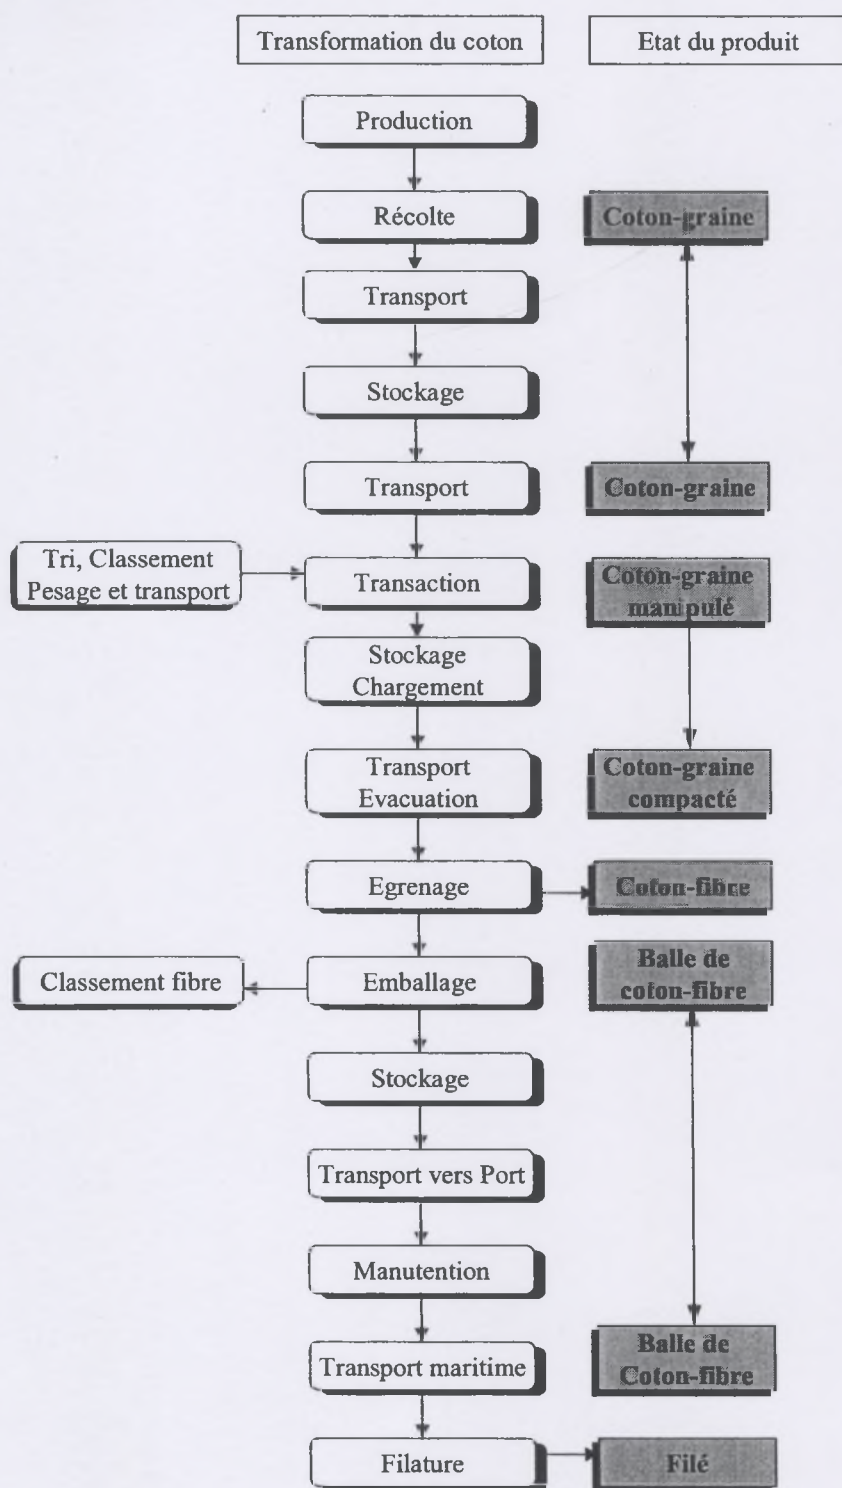 Transformation du coton
Etat du produit
Production
Récolte
Coton-graine
Transport
Stockage
Transport
Coton-graine
Tri, Classement
Pesage et transport
Transaction
Coton-graine
manipulé
Stockage
Chargement
Transport
Evacuation
Coton-graine
compacté
Egrenage
Coton-fibre
Classement fibre
Emballage
Balle de
coton-fibre
Stockage
Transport vers Port
Manutention
Transport maritime
Balle de
Coton-fibre
Filature
Filé